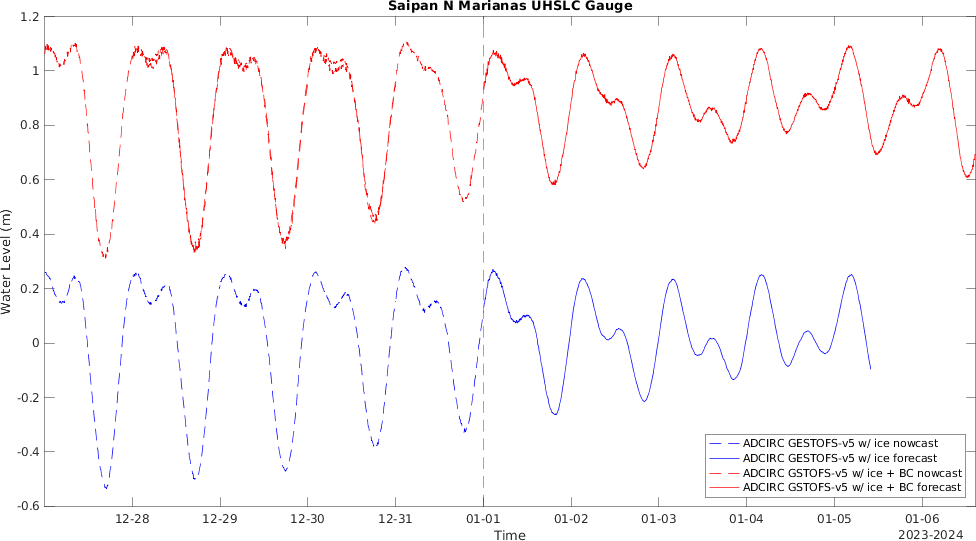 Saipan N Marianas UHSLC Gauge
1.2
1
0.8
0.6
0.4
0.2
0
-0.2
-0.4
-0.6
Water Level (m)
ADCIRC GESTOFS-v5 w/ ice nowcast
ADCIRC GESTOFS-v5 w/ ice forecast
ADCIRC GSTOFS-v5 w/ ice + BC nowcast
ADCIRC GSTOFS-v5 w/ ice + BC forecast
12-28 12-29 12-30 12-31 01-01 01-02 01-03 01-04 01-05 01-06
Time
2023-2024